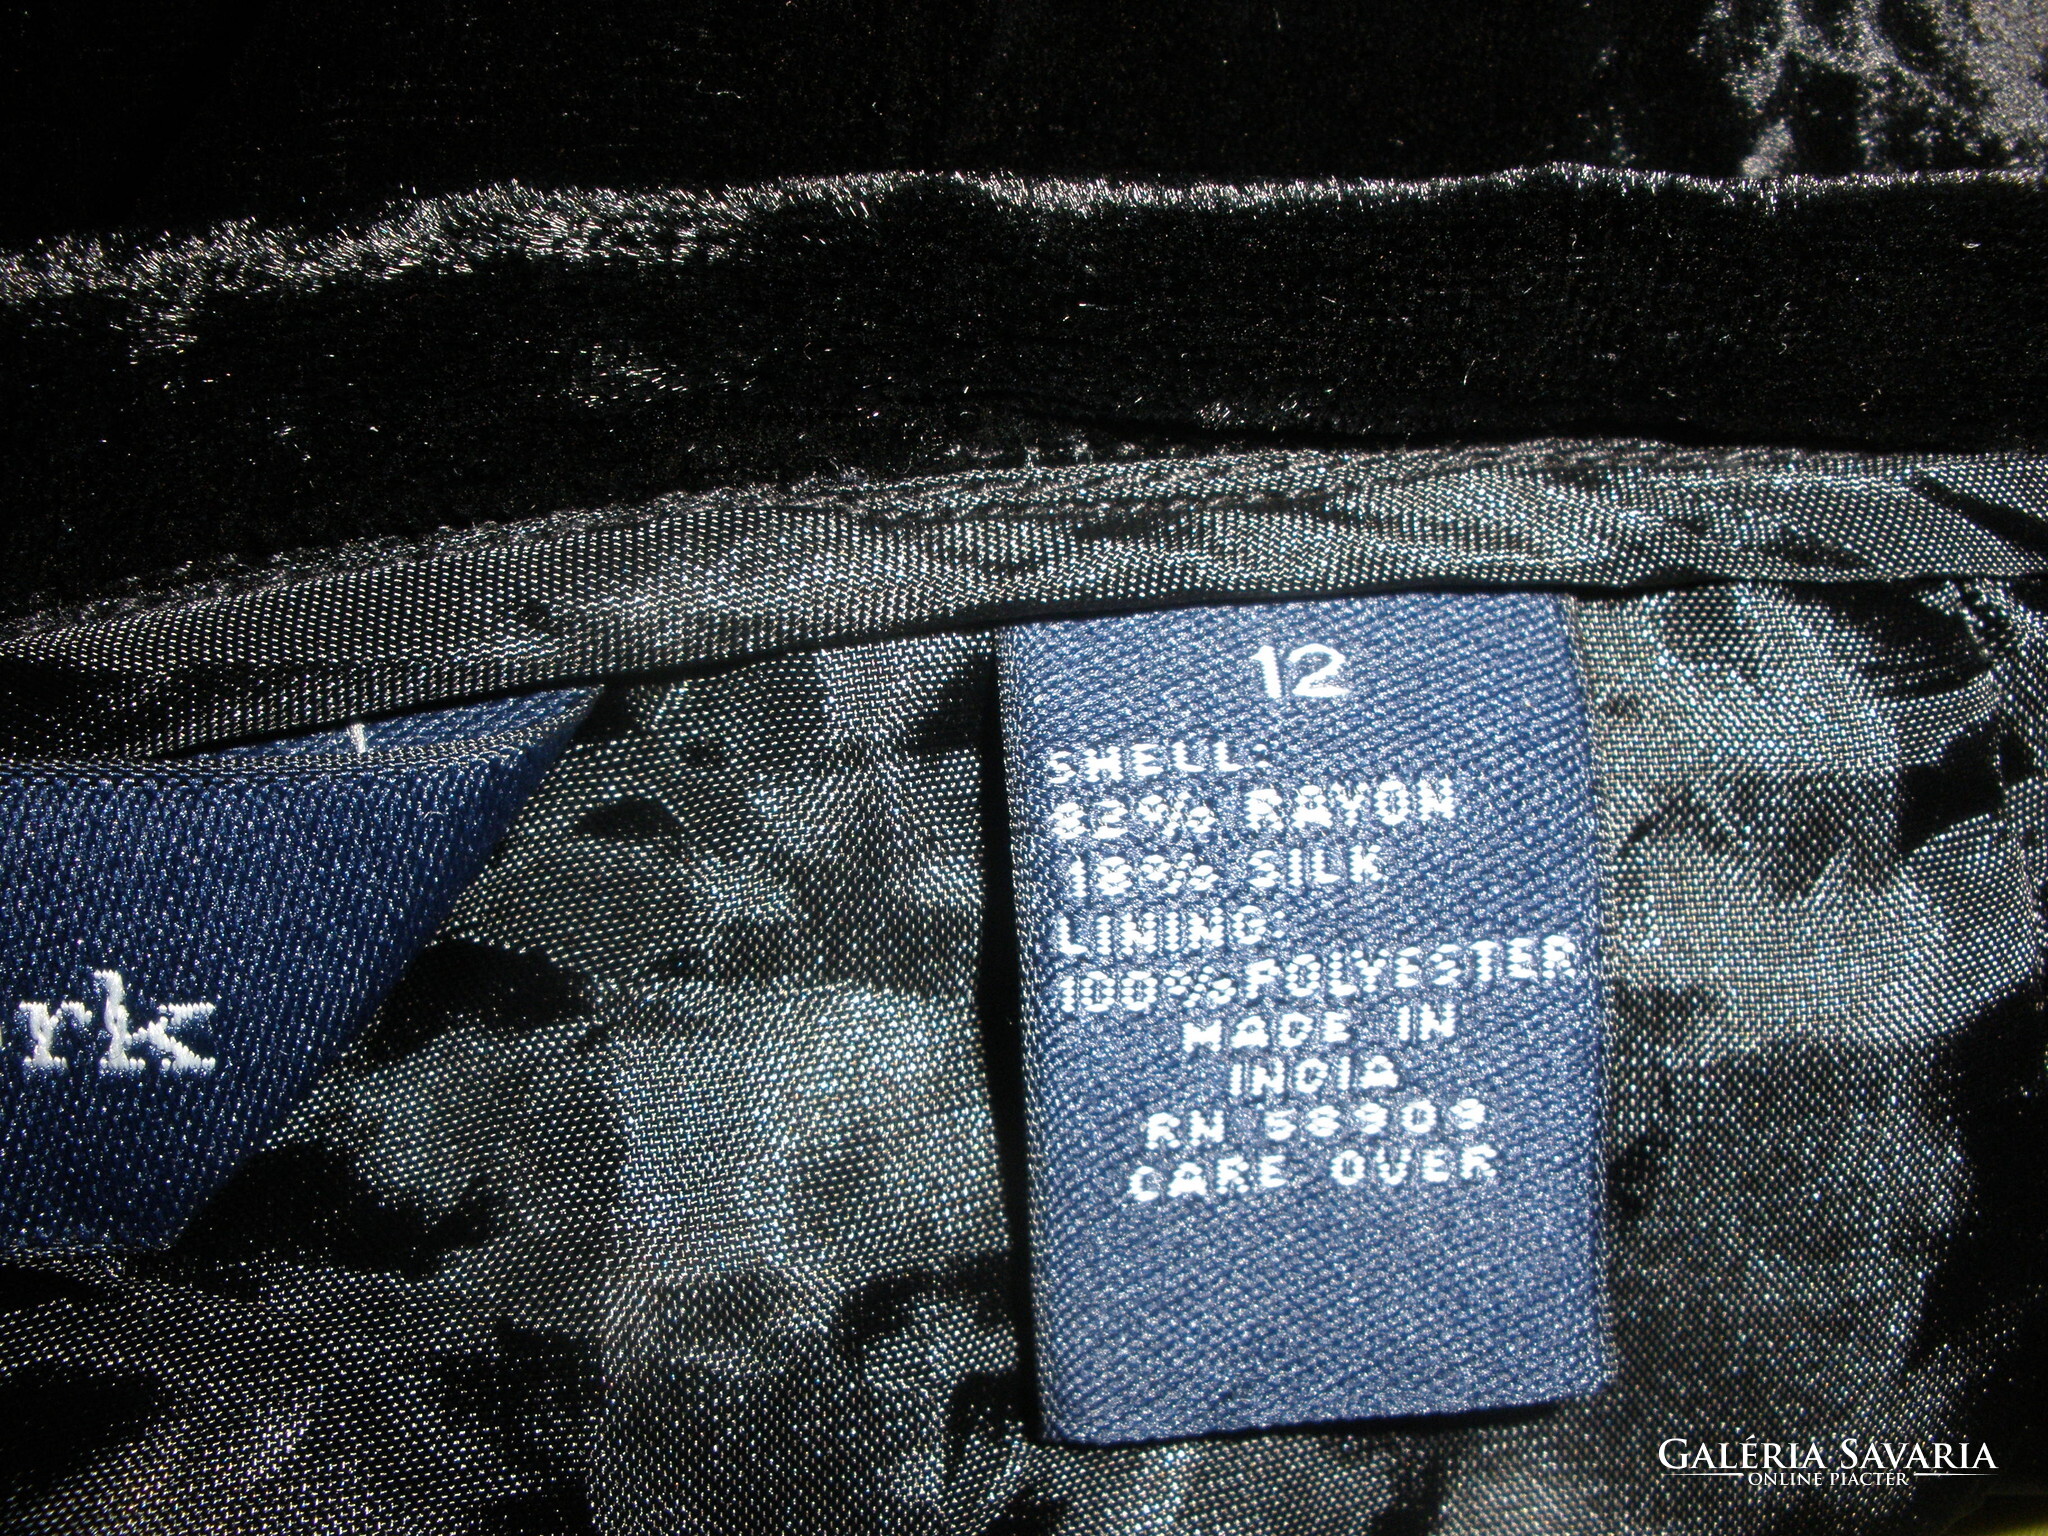 12
SHELL:
82% RAYON
18% SILK
LINING:
100% POLYESTER
MADE IN
INDIA
RN 58909
CARE OVER
rk
GALÉRIA SAVARIA
ONLINE PIACTÉR